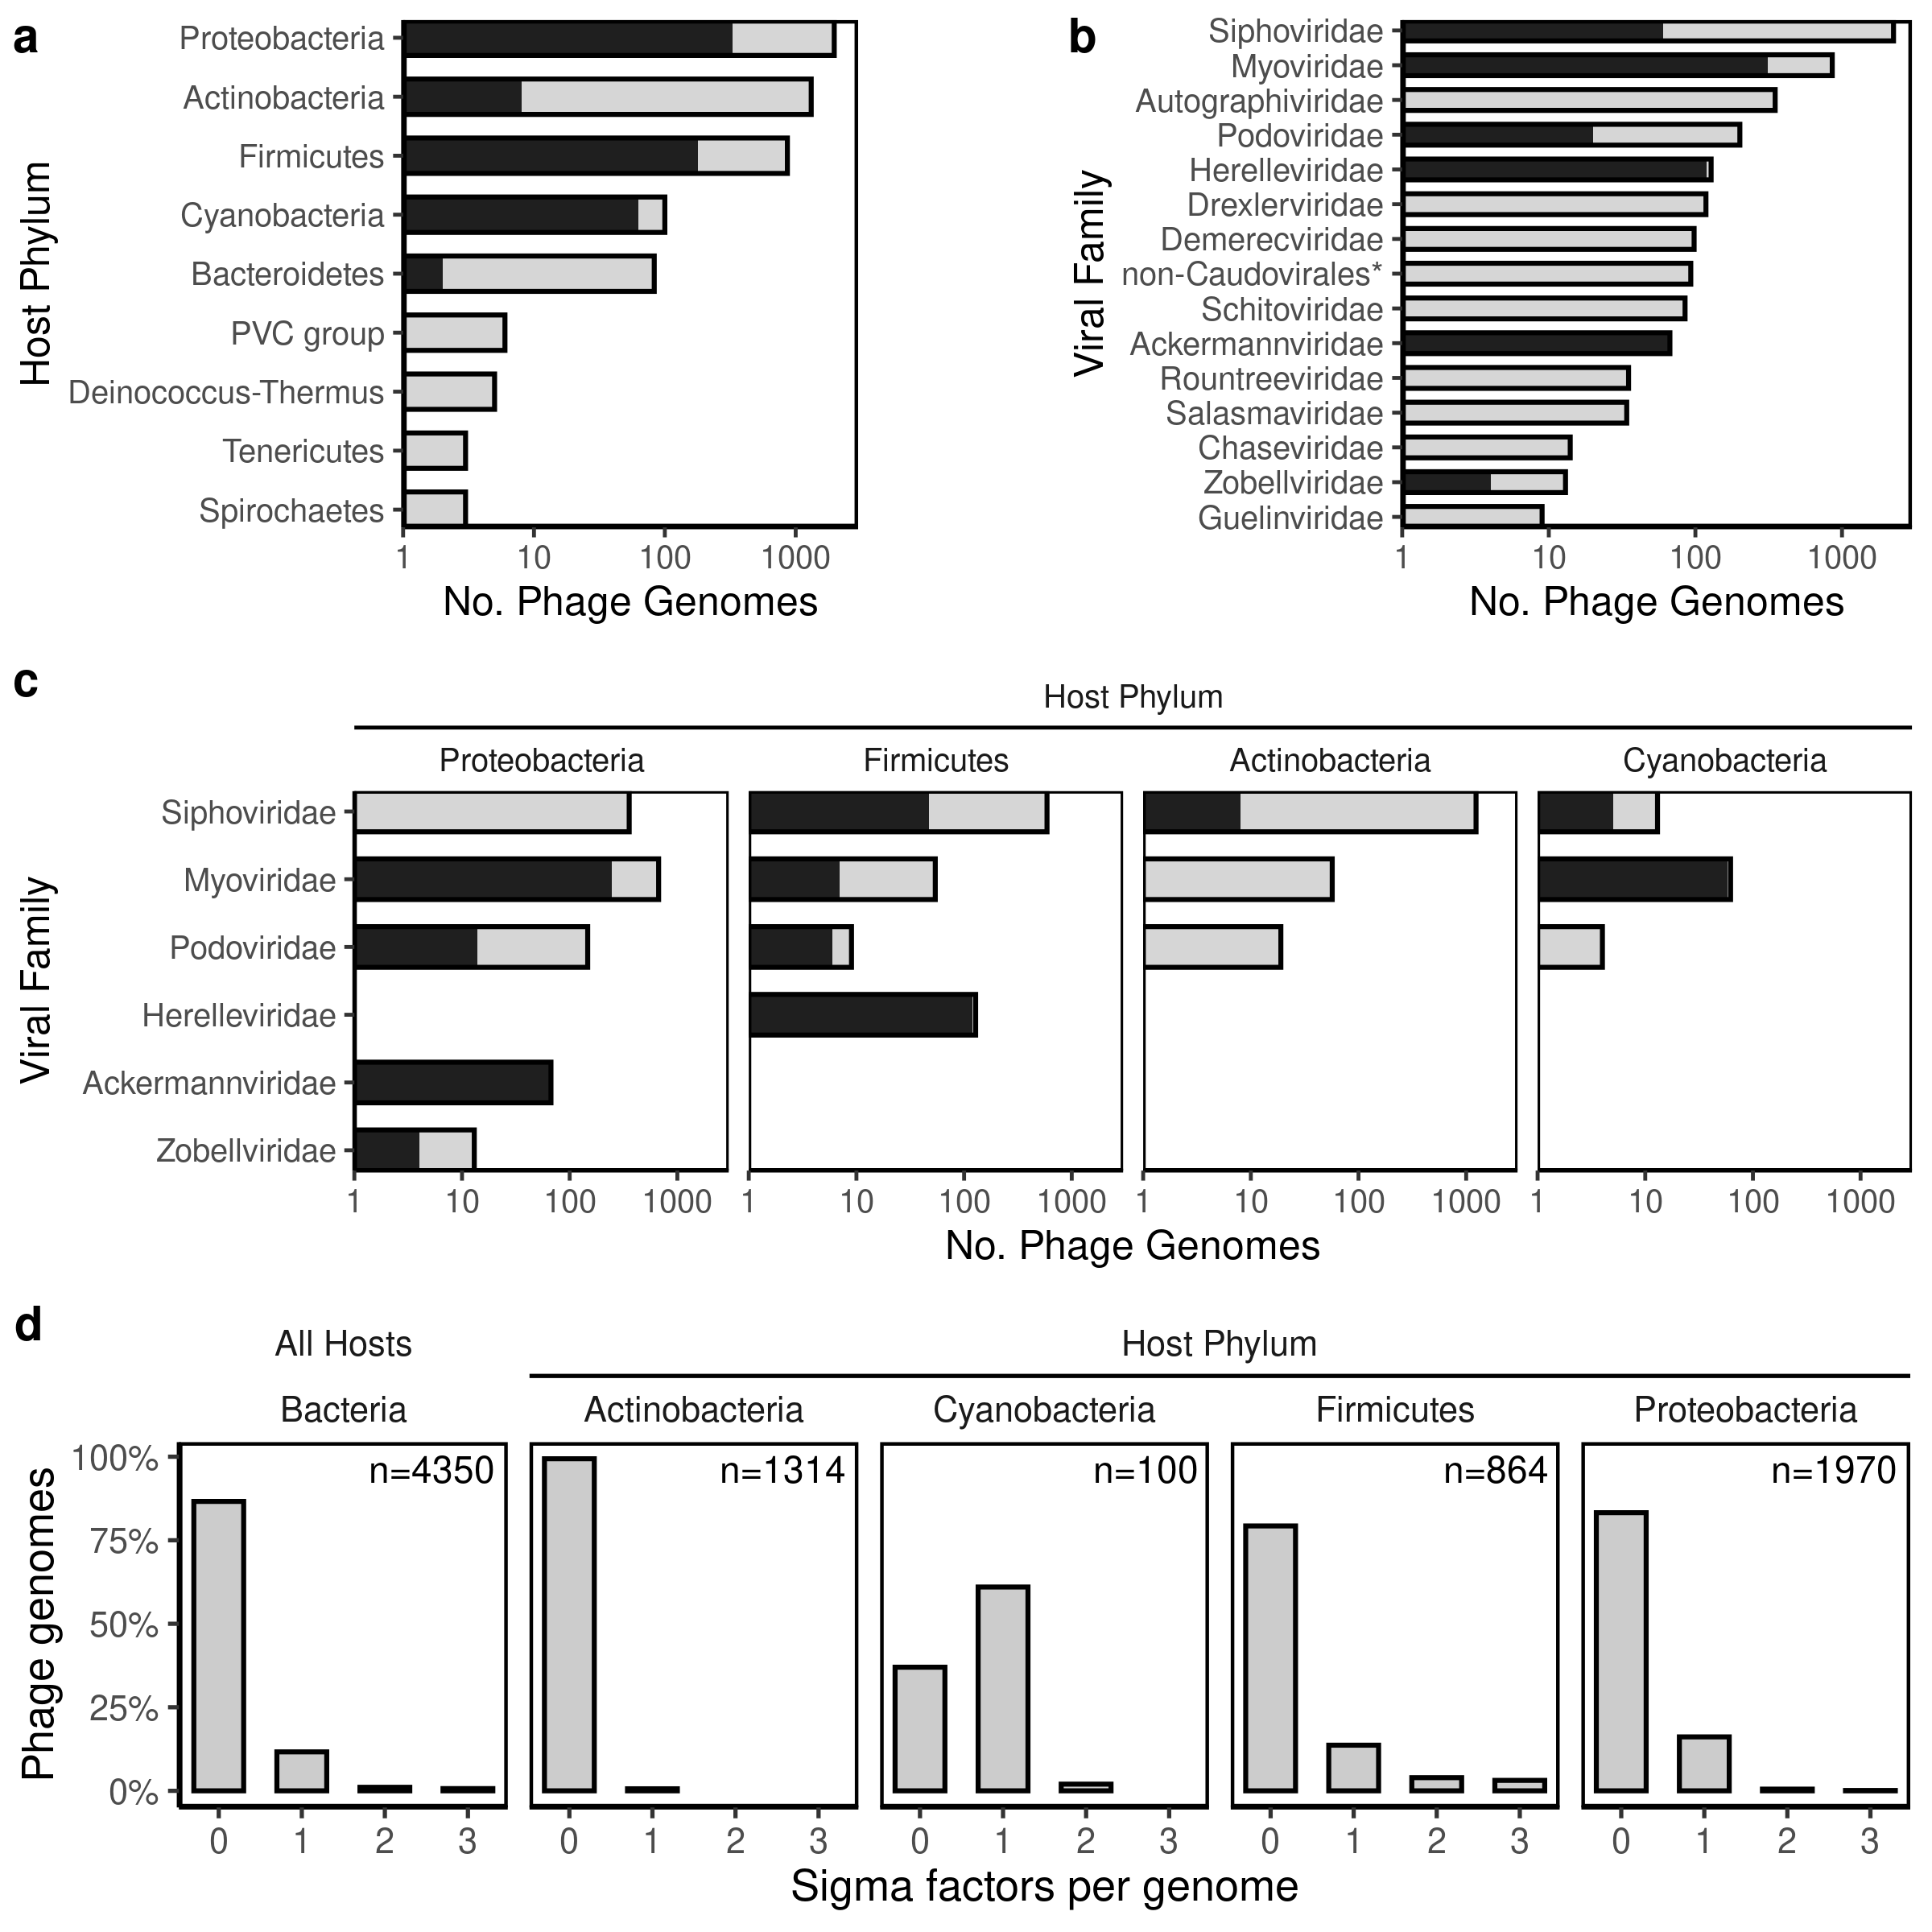 a
Host Phylum
Proteobacteria
Actinobacteria
Firmicutes
Cyanobacteria
Bacteroidetes
PVC group
Deinococcus-Thermus
Tenericutes
Spirochaetes
1 10 100 1000
No. Phage Genomes
b
Viral Family
Siphoviridae
Myoviridae
Autographiviridae
Podoviridae
Herelleviridae
Drexlerviridae
Demerecviridae
non-Caudovirales*
Schitoviridae
Ackermannviridae
Rountreeviridae
Salasmaviridae
Chaseviridae
Zobellviridae
Guelinviridae
1 10 100 1000
No. Phage Genomes
c
Host Phylum
Proteobacteria Firmicutes Actinobacteria Cyanobacteria
Viral Family
Siphoviridae
Myoviridae
Podoviridae
Herelleviridae
Ackermannviridae
Zobellviridae
1 10 100 1000 1 10 100 1000 1 10 100 1000 1 10 100 1000
No. Phage Genomes
d
All Hosts Host Phylum
Bacteria Actinobacteria Cyanobacteria Firmicutes Proteobacteria
Phage genomes
100%
75%
50%
25%
0%
n=4350 n=1314 n=100 n=864 n=1970
0 1 2 3 0 1 2 3 0 1 2 3 0 1 2 3 0 1 2 3
Sigma factors per genome